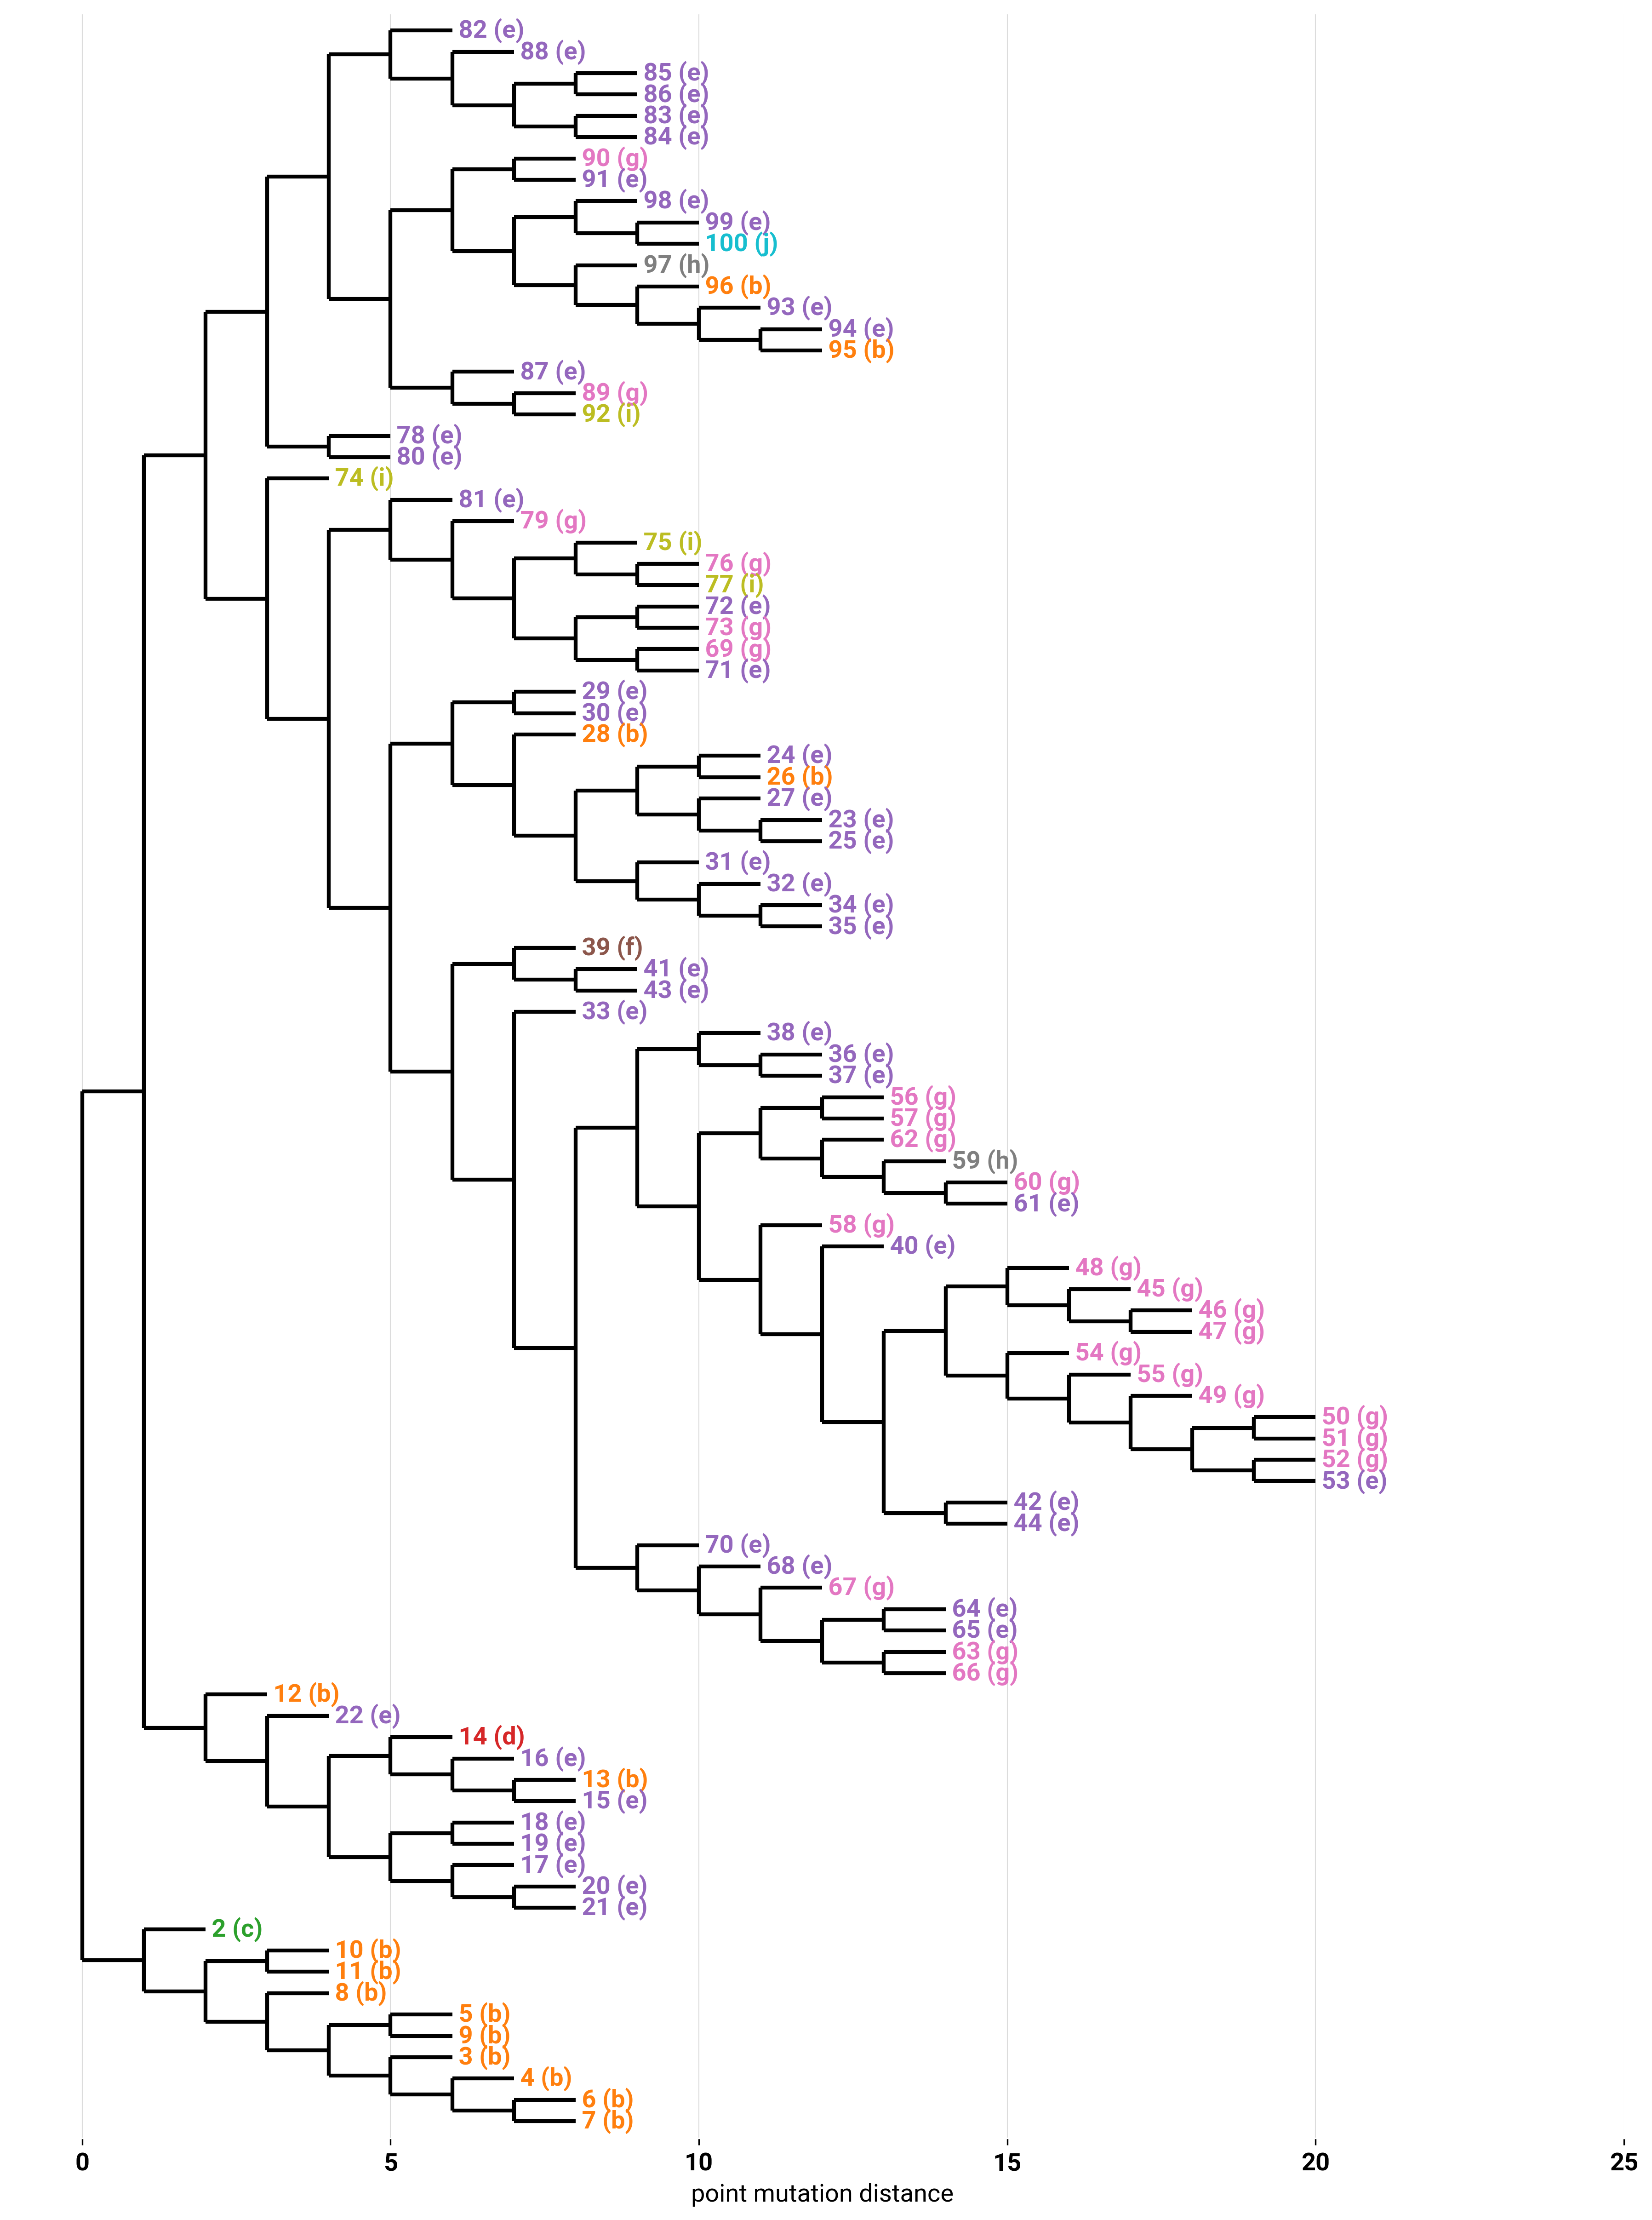 82 (e)
88 (e)
85 (e)
86 (e)
83 (e)
84 (e)
90 (g)
91 (e)
98 (e)
99 (e)
100 (j)
97 (h)
96 (b)
93 (e)
94 (e)
95 (b)
87 (e)
89 (g)
92 (i)
78 (e)
80 (e)
74 (i)
81 (e)
79 (g)
75 (i)
76 (g)
77 (i)
72 (e)
73 (g)
69 (g)
71 (e)
29 (e)
30 (e)
28 (b)
24 (e)
26 (b)
27 (e)
23 (e)
25 (e)
31 (e)
32 (e)
34 (e)
35 (e)
39 (f)
41 (e)
43 (e)
33 (e)
38 (e)
36 (e)
37 (e)
56 (g)
57 (g)
62 (g)
59 (h)
60 (g)
61 (e)
58 (g)
40 (e)
48 (g)
45 (g)
46 (g)
47 (g)
54 (g)
55 (g)
49 (g)
50 (g)
51 (g)
52 (g)
53 (e)
42 (e)
44 (e)
70 (e)
68 (e)
67 (g)
64 (e)
65 (e)
63 (g)
66 (g)
12 (b)
22 (e)
14 (d)
16 (e)
13 (b)
15 (e)
18 (e)
19 (e)
17 (e)
20 (e)
21 (e)
2 (c)
10 (b)
11 (b)
8 (b)
5 (b)
9 (b)
3 (b)
4 (b)
6 (b)
7 (b)
0 5 10 15 20 25
point mutation distance